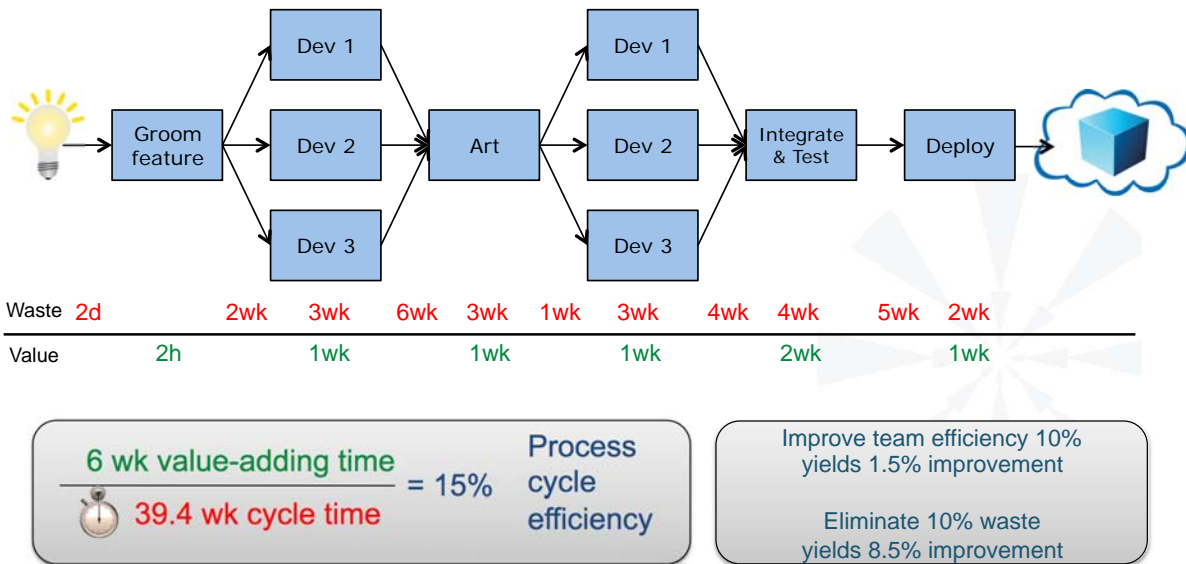 Dev 1
Dev 1
Groom
feature
Dev 2
Art
Dev 2
Integrate
& Test
Deploy
Dev 3
Dev 3
Waste 2d 2wk 3wk 6wk 3wk 1wk 3wk 4wk 4wk 5wk 2wk
Value 2h 1wk 1wk 1wk 2wk 1wk
6 wk value-adding time
39.4 wk cycle time
= 15%
Process
cycle
efficiency
Improve team efficiency 10%
yields 1.5% improvement
Eliminate 10% waste
yields 8.5% improvement